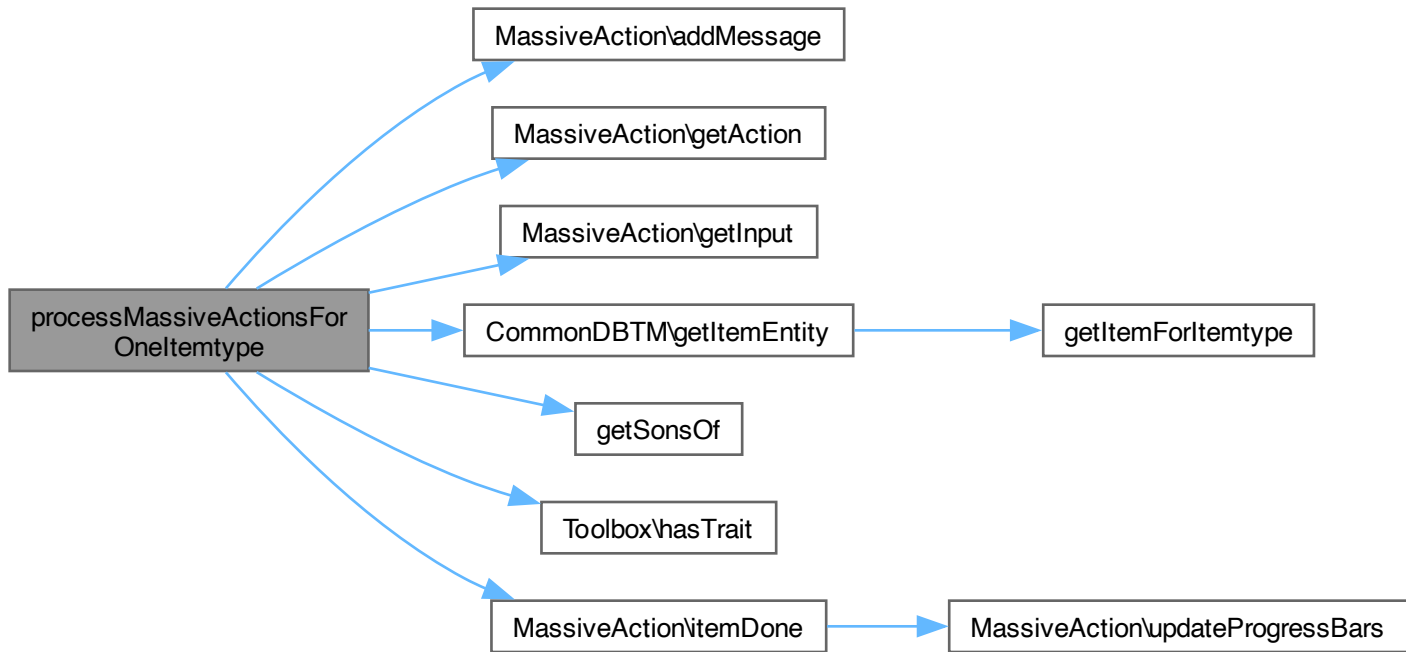 MassiveAction\addMessage
MassiveAction\getAction
MassiveAction\getInput
processMassiveActionsFor
OneItemtype
CommonDBTM\getItemEntity
getItemForItemtype
getSonsOf
Toolbox\hasTrait
MassiveAction\itemDone
MassiveAction\updateProgressBars